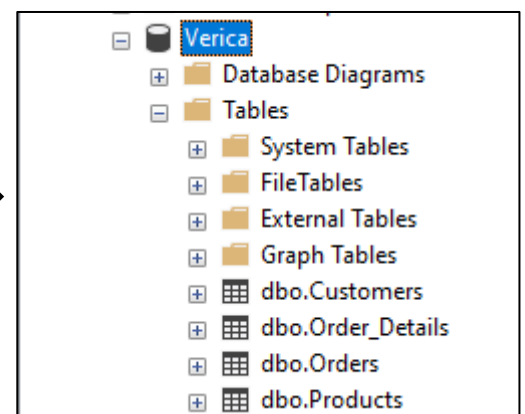 Verica
Database Diagrams
Tables
System Tables
FileTables
External Tables
Graph Tables
dbo.Customers
dbo.Order_Details
dbo.Orders
dbo.Products